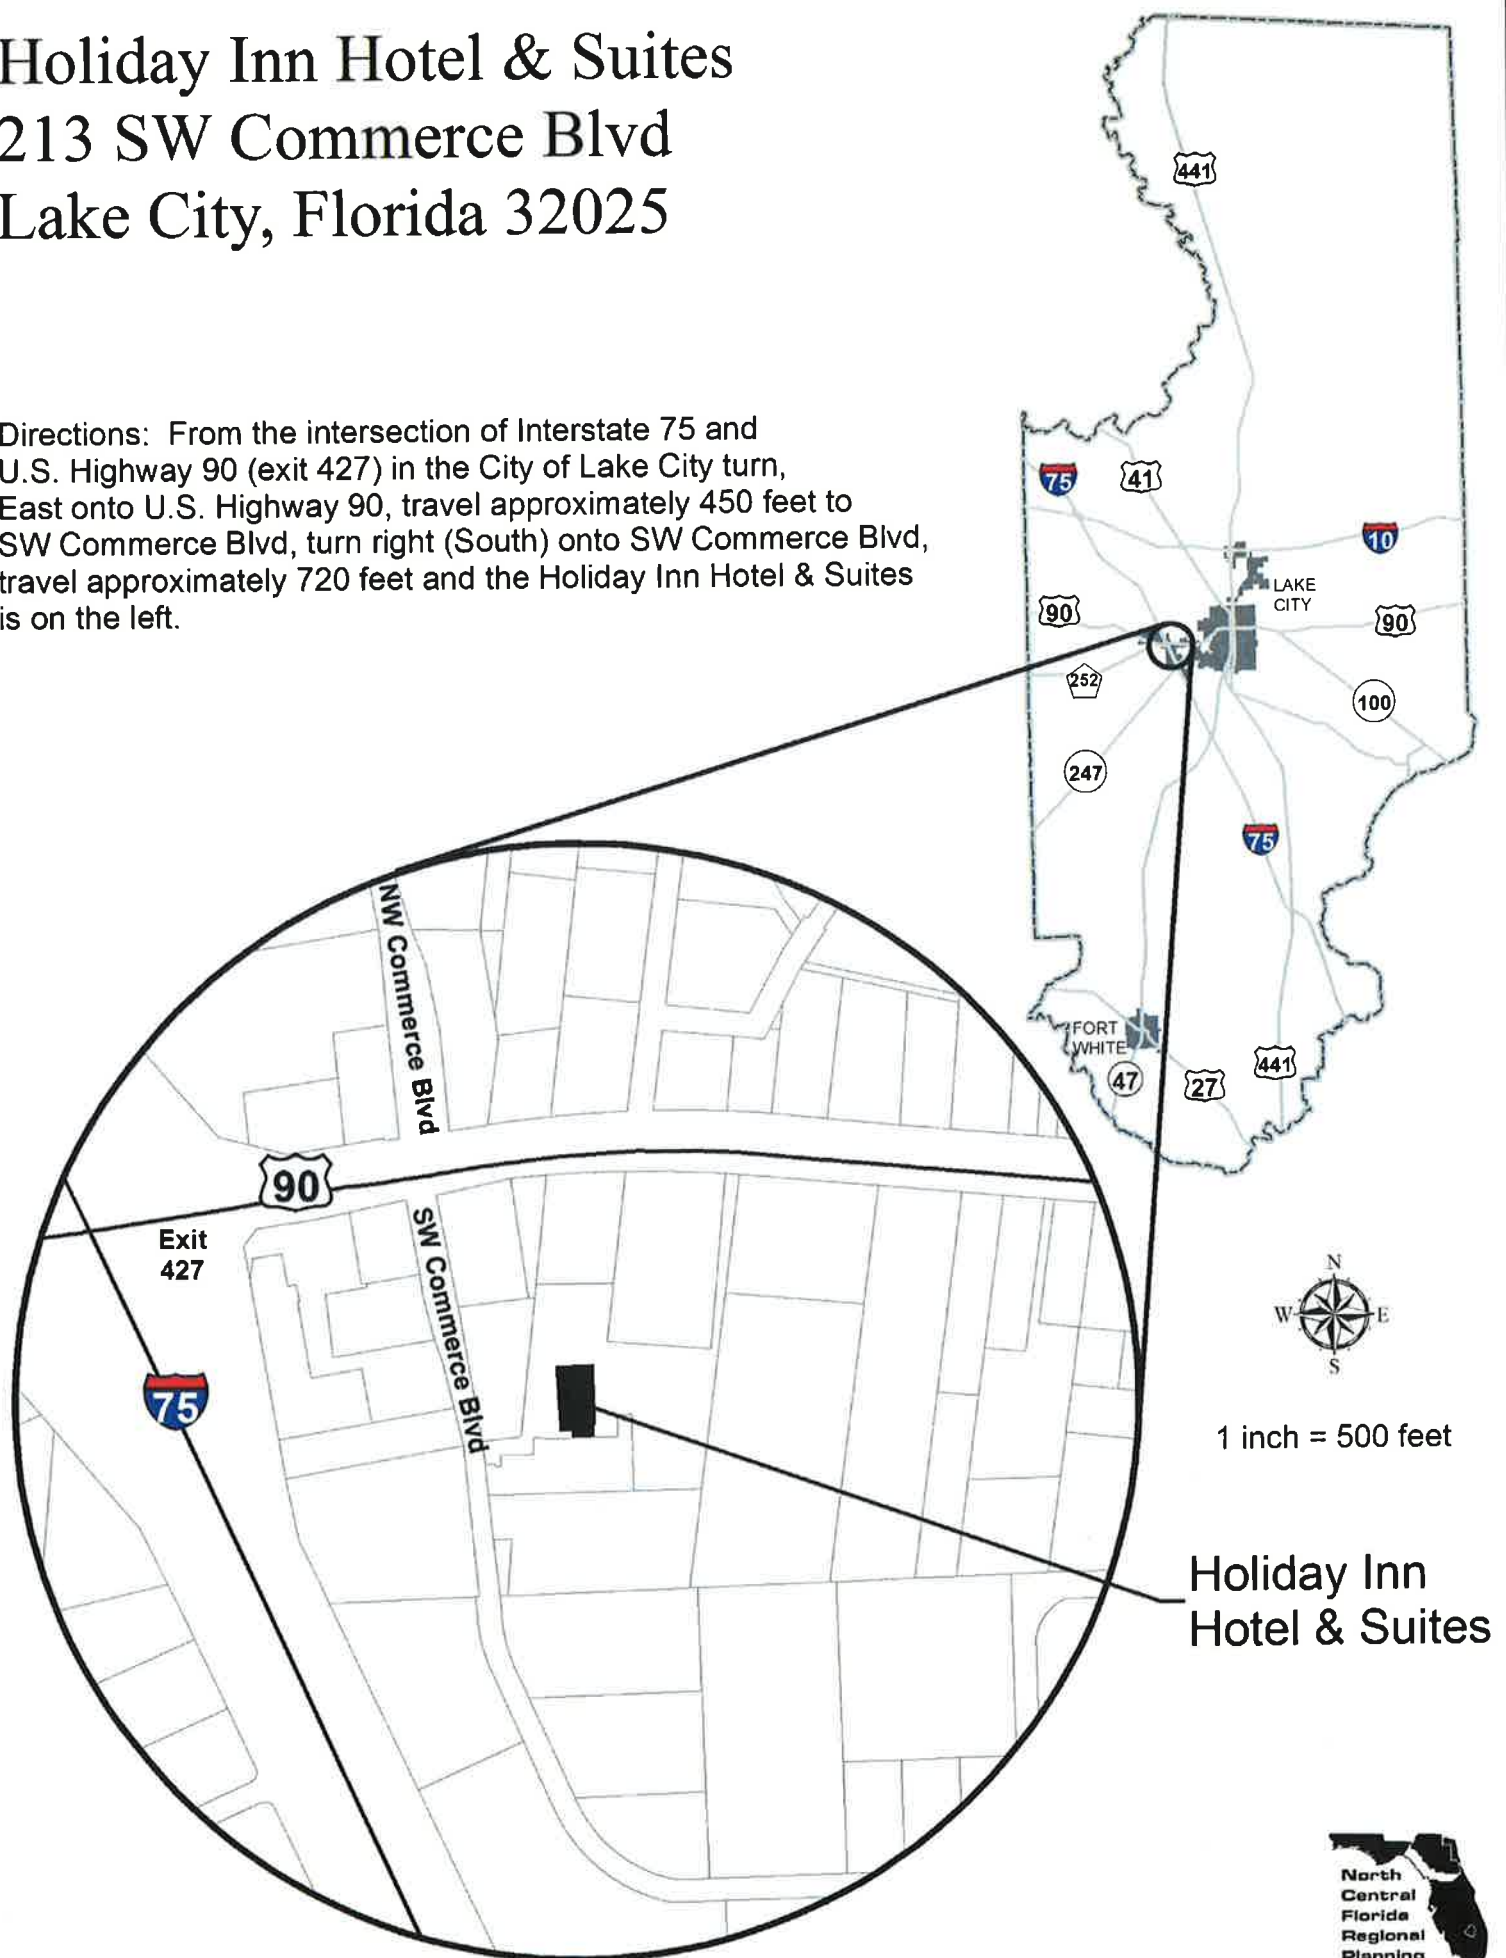 Holiday Inn Hotel & Suites
213 SW Commerce Blvd
Lake City, Florida 32025
Directions: From the intersection of Interstate 75 and
U.S. Highway 90 (exit 427) in the City of Lake City turn,
East onto U.S. Highway 90, travel approximately 450 feet to
SW Commerce Blvd, turn right (South) onto SW Commerce Blvd,
travel approximately 720 feet and the Holiday Inn Hotel & Suites
is on the left.
441
75
41
10
LAKE
CITY
90
90
252
100
247
75
FORT
WHITE
47
27
441
NW Commerce Blvd
90
Exit
427
SW Commerce Blvd
75
N
W
E
S
1 inch = 500 feet
Holiday Inn
Hotel & Suites
North
Central
Florida
Regional
Planning